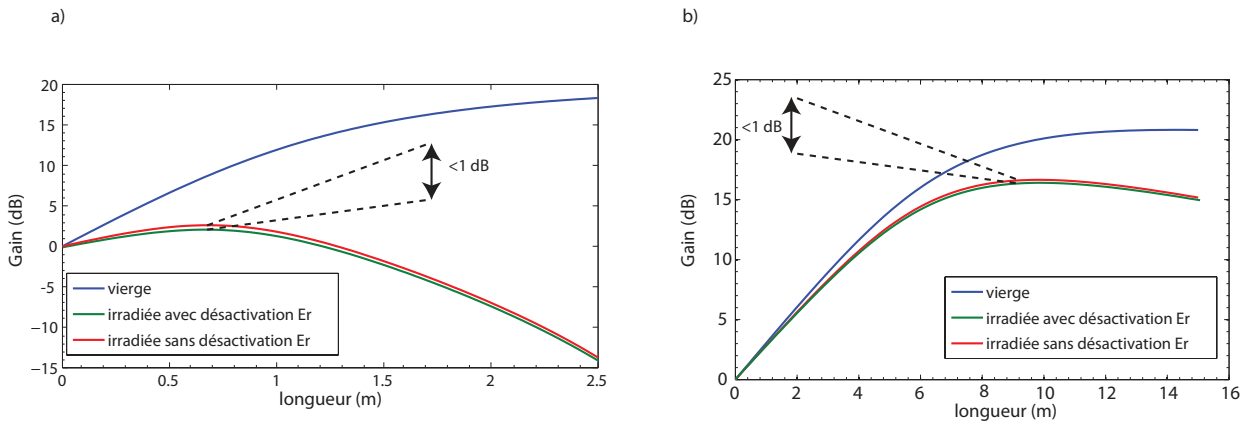 a)
20
15
10
5
0
−5
−10
−15
Gain (dB)
0
0.5
1
1.5
2
2.5
longueur (m)
<1 dB
vierge
irradiée avec désactivation Er
irradiée sans désactivation Er
b)
25
20
15
10
5
0
Gain (dB)
0
2
4
6
8
10
12
14
16
longueur (m)
<1 dB
vierge
irradiée avec désactivation Er
irradiée sans désactivation Er